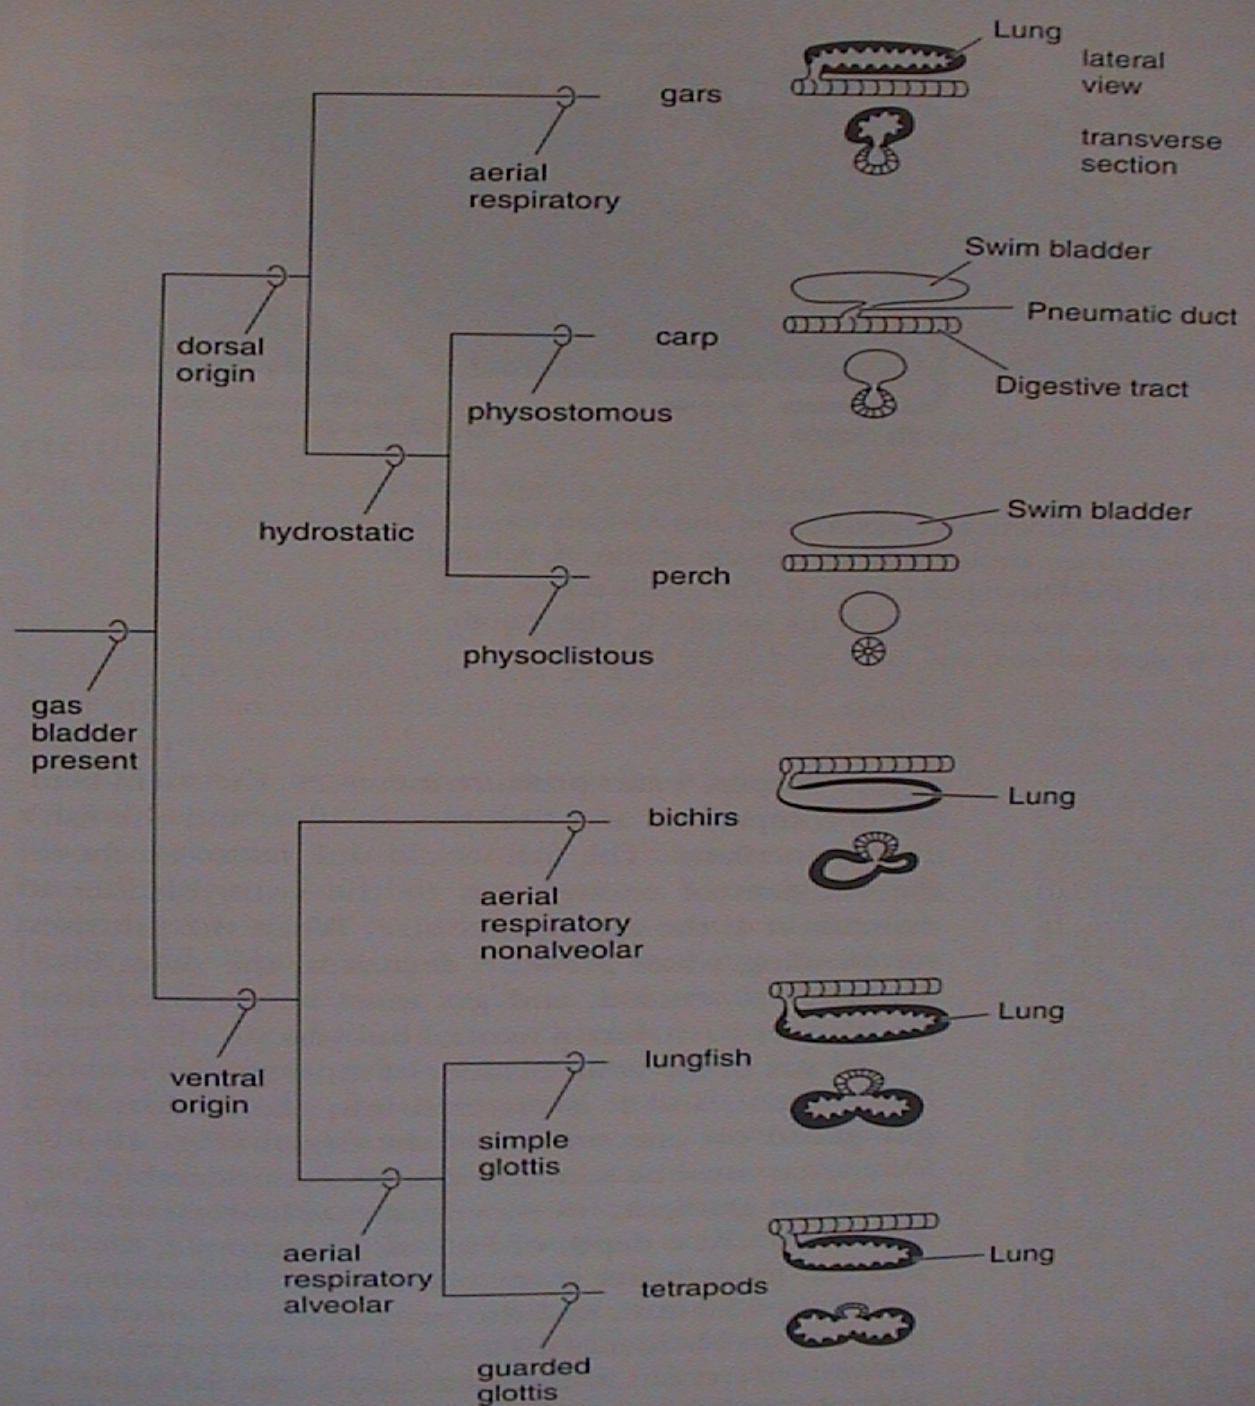 Lung
lateral
view
gars
transverse
section
aerial
respiratory
Swim bladder
Pneumatic duct
carp
dorsal
origin
Digestive tract
physostomous
Swim bladder
hydrostatic
perch
physoclistous
gas
bladder
present
Lung
bichirs
aerial
respiratory
nonalveolar
Lung
lungfish
ventral
origin
simple
glottis
aerial
respiratory
alveolar
Lung
tetrapods
guarded
glottis